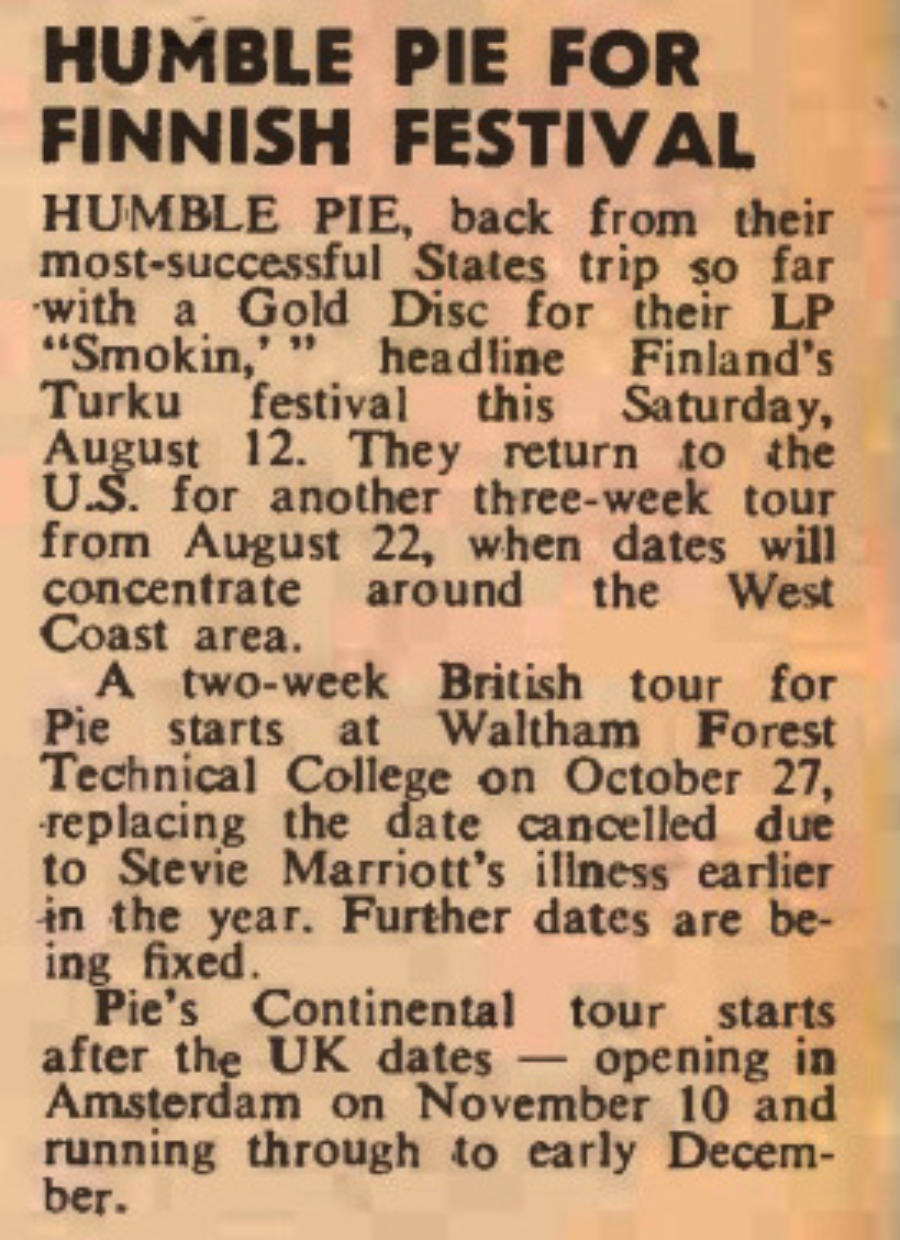 HUMBLE PIE FOR
FINNISH FESTIVAL
HUMBLE PIE, back from their
most-successful States trip so far
with a Gold Disc for their LP
“Smokin,’ ” headline Finland's
Turku festival this Saturday,
August 12. They return to the
U.S. for another three-week tour
from August 22, when dates will
concentrate around the West
Coast area.
A two-week British tour for
Pie starts at Waltham Forest
Technical College on October 27,
replacing the date cancelled due
to Stevie Marriott's illness earlier
in the year. Further dates are be-
ing fixed.
Pie's Continental tour starts
after the UK dates — opening in
Amsterdam on November 10 and
running through to early Decem-
ber.